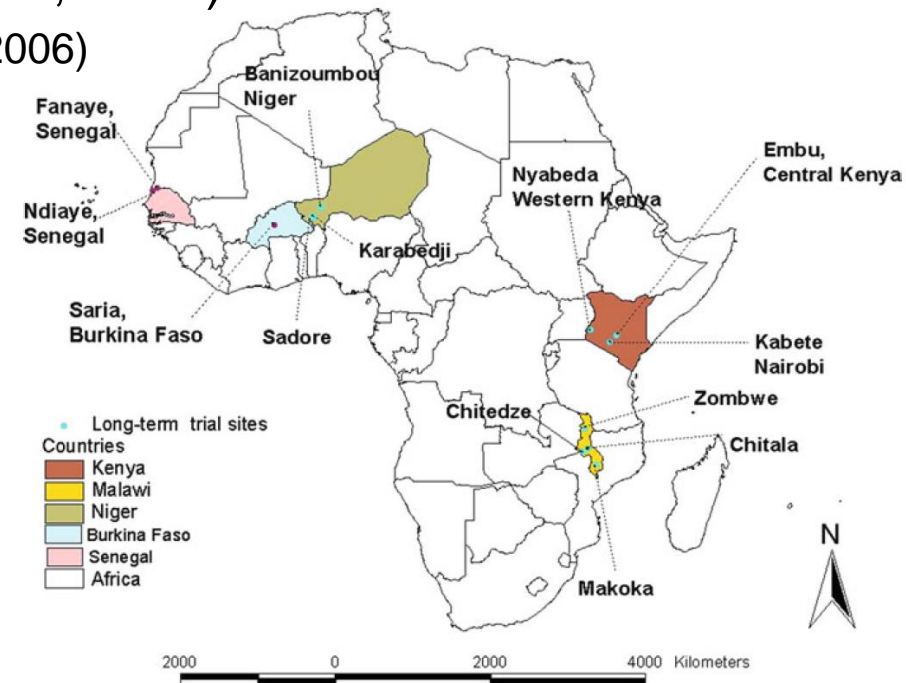 2006)
Banizoumbou
Niger
Fanaye,
Senegal
Embu,
Central Kenya
Nyabeda
Western Kenya
Ndiaye,
Senegal
Karabedji
Saria,
Burkina Faso
Sadore
Kabete
Nairobi
Zombwe
Chitedze
Chitala
Makoka
Long-term trial sites
Countries
Kenya
Malawi
Niger
Burkina Faso
Senegal
Africa
N
2000 0 2000 4000 Kilometers